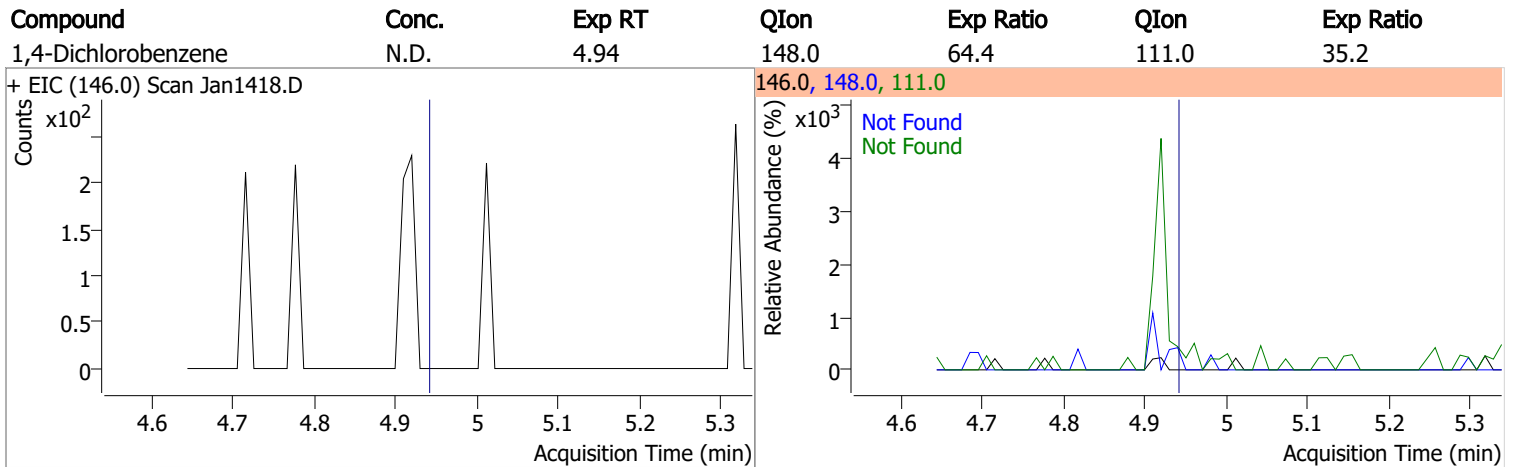 Compound Conc. Exp RT QIon Exp Ratio QIon Exp Ratio
1,4-Dichlorobenzene N.D. 4.94 148.0 64.4 111.0 35.2
+ EIC (146.0) Scan Jan1418.D
Counts
x10²
2
1.5
1
0.5
0
4.6 4.7 4.8 4.9 5 5.1 5.2 5.3
Acquisition Time (min)
146.0, 148.0, 111.0
Relative Abundance (%)
x10³
Not Found
Not Found
4
3
2
1
0
4.6 4.7 4.8 4.9 5 5.1 5.2 5.3
Acquisition Time (min)